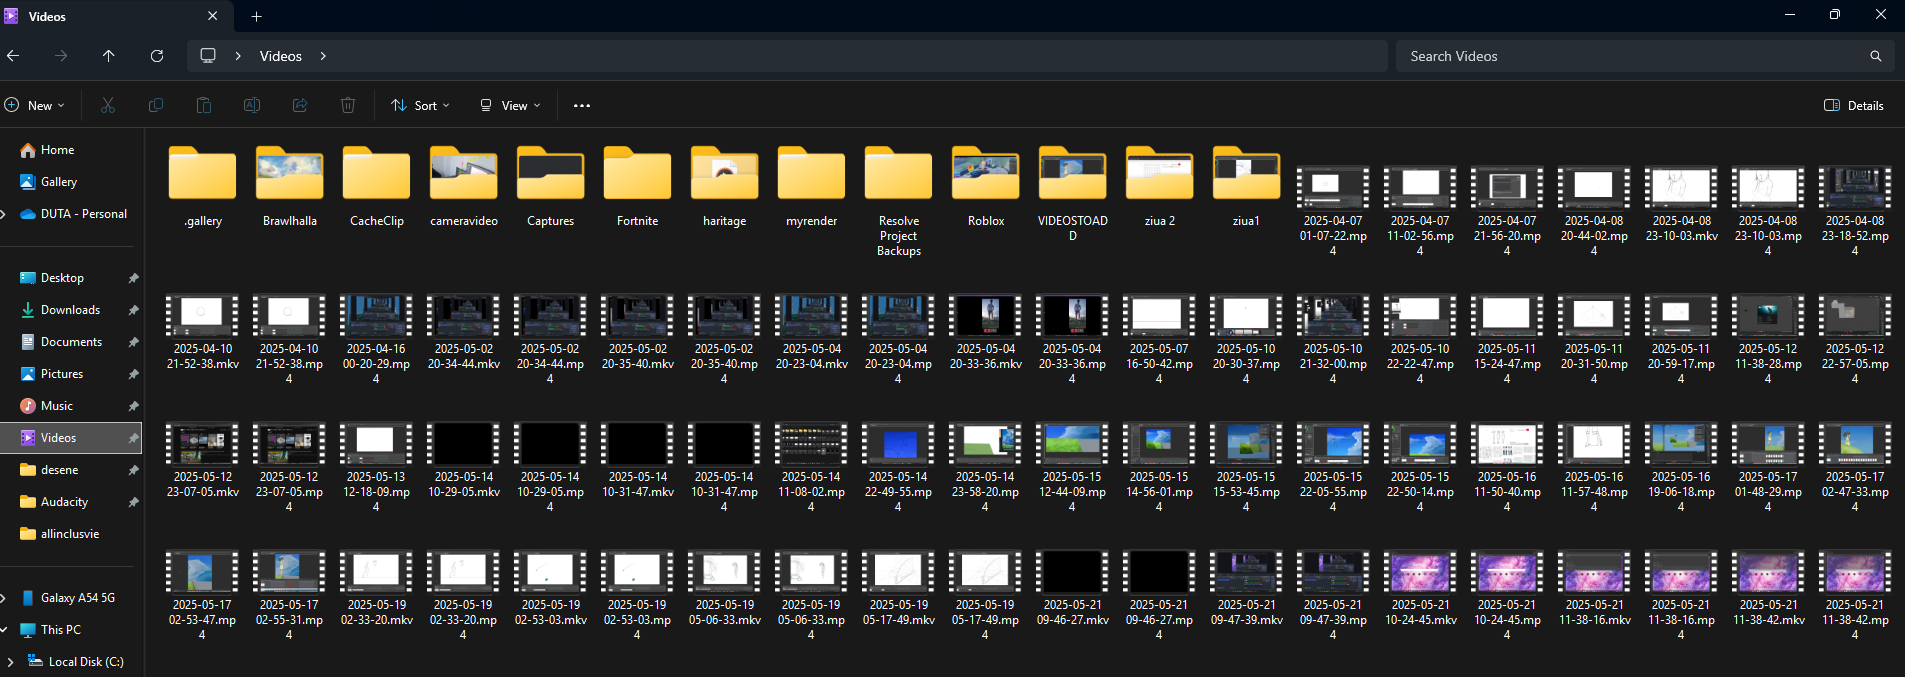 Videos
Videos
Search Videos
New
Sort
View
Details
Home
Gallery
DUTA - Personal
Desktop
Downloads
Documents
Pictures
Music
Videos
desene
Audacity
allinclusvie
Galaxy A54 5G
This PC
Local Disk (C:)
.gallery
Brawlhalla
CacheClip
cameravideo
Captures
Fortnite
haritage
myrender
Resolve
Project
Backups
Roblox
VIDEOSTOAD
D
ziua 2
ziua1
2025-04-07
01-07-22.mp
4
2025-04-07
11-02-56.mp
4
2025-04-07
21-56-20.mp
4
2025-04-08
20-44-02.mp
4
2025-04-08
23-10-03.mkv
2025-04-08
23-10-03.mp
4
2025-04-08
23-18-52.mp
4
2025-04-10
21-52-38.mkv
2025-04-10
21-52-38.mp
4
2025-04-16
00-20-29.mp
4
2025-05-02
20-34-44.mkv
2025-05-02
20-34-44.mp
4
2025-05-02
20-35-40.mkv
2025-05-02
20-35-40.mp
4
2025-05-04
20-23-04.mkv
2025-05-04
20-23-04.mp
4
2025-05-04
20-33-36.mkv
2025-05-04
20-33-36.mp
4
2025-05-07
16-50-42.mp
4
2025-05-10
20-30-37.mp
4
2025-05-10
21-32-00.mp
4
2025-05-10
22-22-47.mp
4
2025-05-11
15-24-47.mp
4
2025-05-11
20-31-50.mp
4
2025-05-11
20-59-17.mp
4
2025-05-12
11-38-28.mp
4
2025-05-12
22-57-05.mp
4
2025-05-12
23-07-05.mkv
2025-05-12
23-07-05.mp
4
2025-05-13
12-18-09.mp
4
2025-05-14
10-29-05.mkv
2025-05-14
10-29-05.mp
4
2025-05-14
10-31-47.mkv
2025-05-14
10-31-47.mp
4
2025-05-14
11-08-02.mp
4
2025-05-14
22-49-55.mp
4
2025-05-14
23-58-20.mp
4
2025-05-15
12-44-09.mp
4
2025-05-15
14-56-01.mp
4
2025-05-15
15-53-45.mp
4
2025-05-15
22-05-55.mp
4
2025-05-15
22-50-14.mp
4
2025-05-16
11-50-40.mp
4
2025-05-16
11-57-48.mp
4
2025-05-16
19-06-18.mp
4
2025-05-17
01-48-29.mp
4
2025-05-17
02-47-33.mp
4
2025-05-17
02-53-47.mp
4
2025-05-17
02-55-31.mp
4
2025-05-19
02-33-20.mkv
2025-05-19
02-33-20.mp
4
2025-05-19
02-53-03.mkv
2025-05-19
02-53-03.mp
4
2025-05-19
05-06-33.mkv
2025-05-19
05-06-33.mp
4
2025-05-19
05-17-49.mkv
2025-05-19
05-17-49.mp
4
2025-05-21
09-46-27.mkv
2025-05-21
09-46-27.mp
4
2025-05-21
09-47-39.mkv
2025-05-21
09-47-39.mp
4
2025-05-21
10-24-45.mkv
2025-05-21
10-24-45.mp
4
2025-05-21
11-38-16.mkv
2025-05-21
11-38-16.mp
4
2025-05-21
11-38-42.mkv
2025-05-21
11-38-42.mp
4